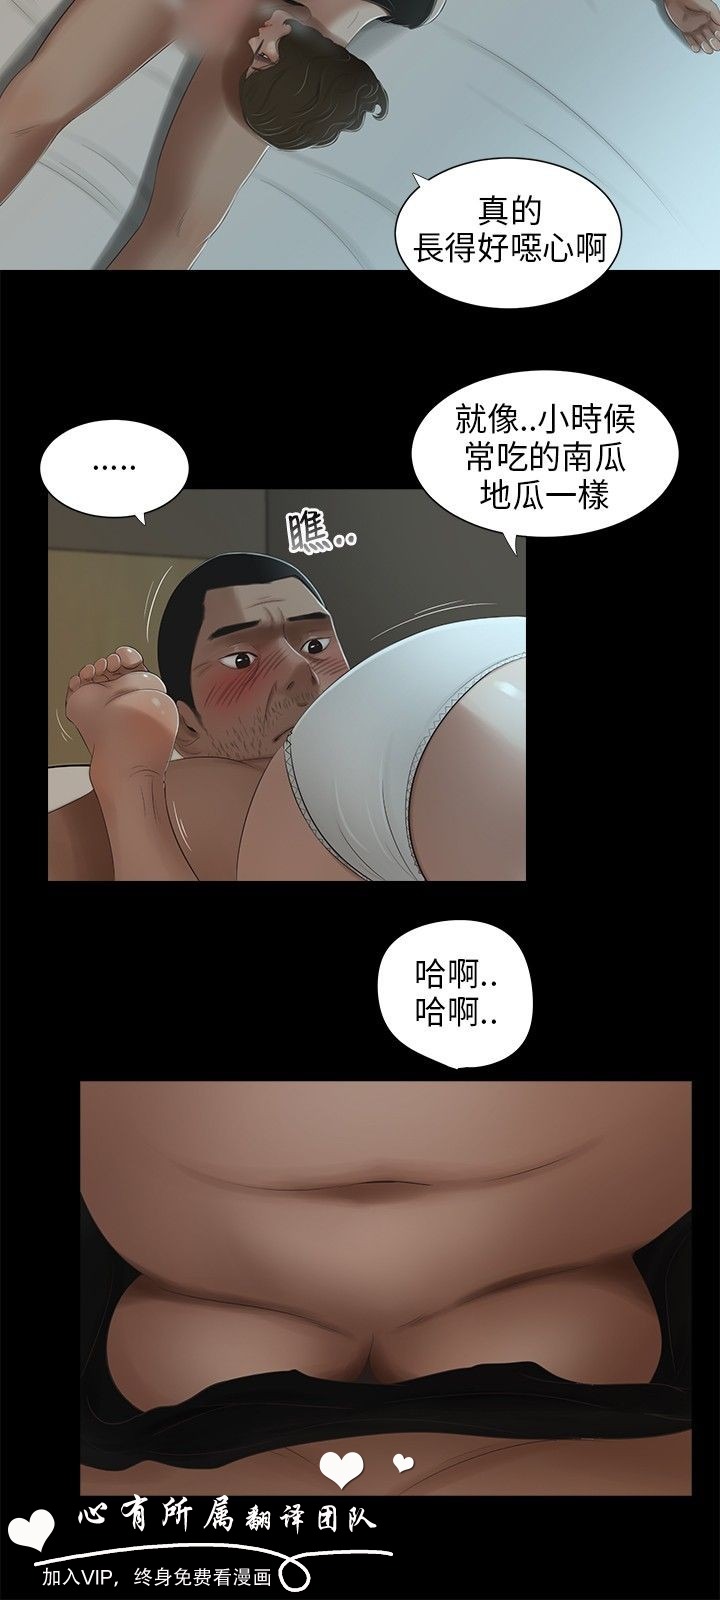 真的
長得好噁心啊
就像..小時候
常吃的南瓜
地瓜一樣
.....
瞧..
哈啊..
哈啊..
心有所属翻译团队
加入VIP，终身免费看漫画